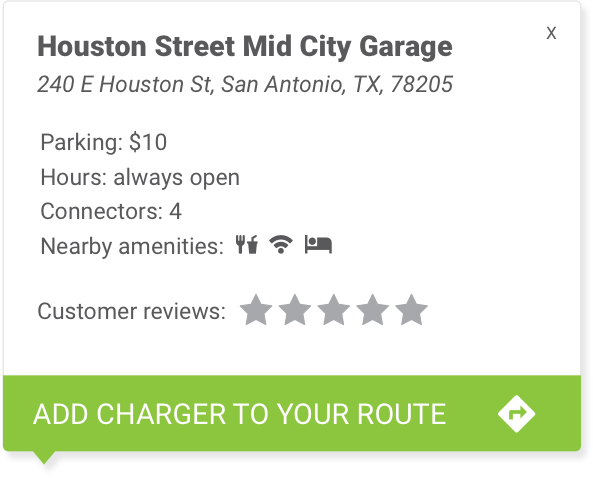 Houston Street Mid City Garage
X
240 E Houston St, San Antonio, TX, 78205
Parking: $10
Hours: always open
Connectors: 4
Nearby amenities:
Customer reviews:
ADD CHARGER TO YOUR ROUTE